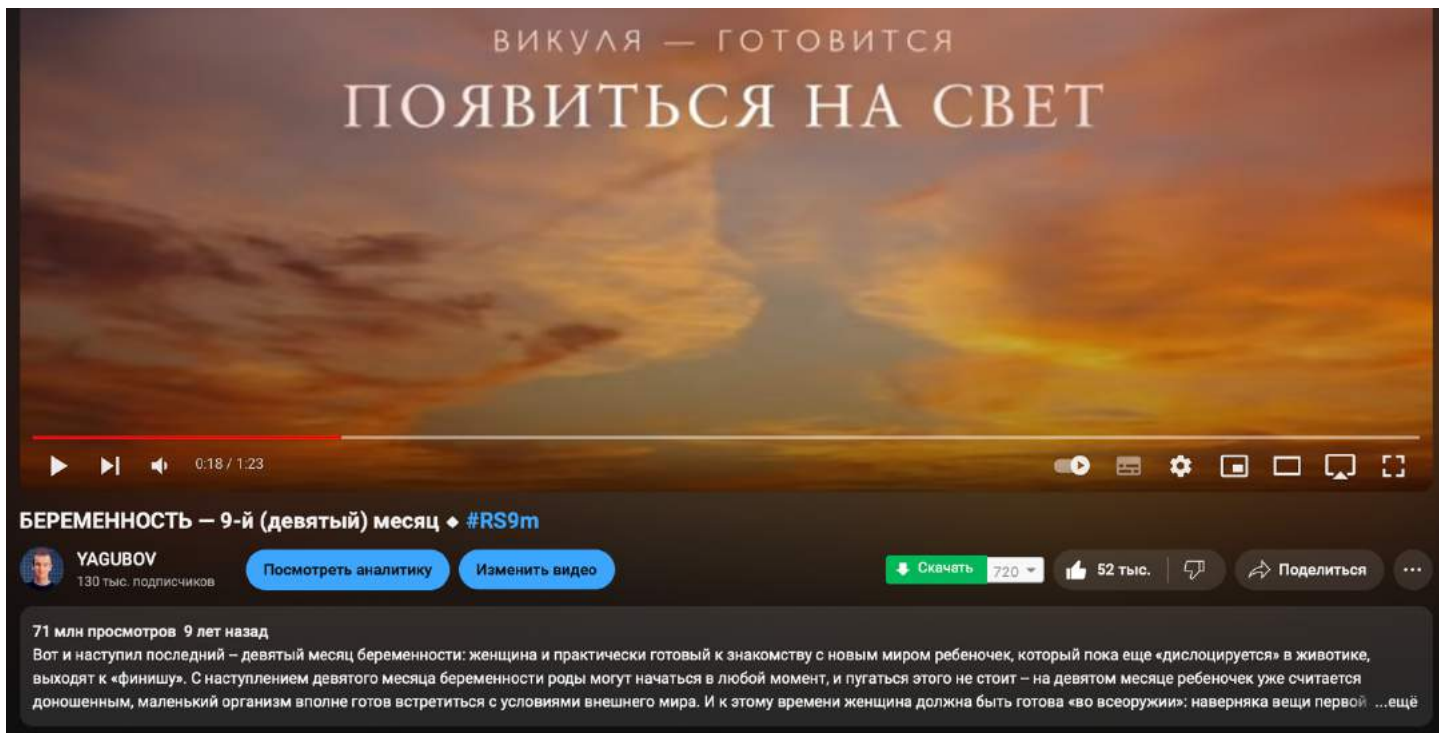 ВИКУЛЯ — ГОТОВИТСЯ
ПОЯВИТЬСЯ НА СВЕТ
0:18 / 1:23
БЕРЕМЕННОСТЬ — 9-й (девятый) месяц ◆ #RS9m
YAGUBOV
130 тыс. подписчиков
Посмотреть аналитику
Изменить видео
Скачать
720
52 тыс.
Поделиться
71 млн просмотров 9 лет назад
Вот и наступил последний – девятый месяц беременности: женщина и практически готовый к знакомству с новым миром ребеночек, который пока еще «дислоцируется» в животике,
выходят к «финишу». С наступлением девятого месяца беременности роды могут начаться в любой момент, и пугаться этого не стоит – на девятом месяце ребеночек уже считается
доношенным, маленький организм вполне готов встретиться с условиями внешнего мира. И к этому времени женщина должна быть готова «во всеоружии»: наверняка вещи первой ...ещё